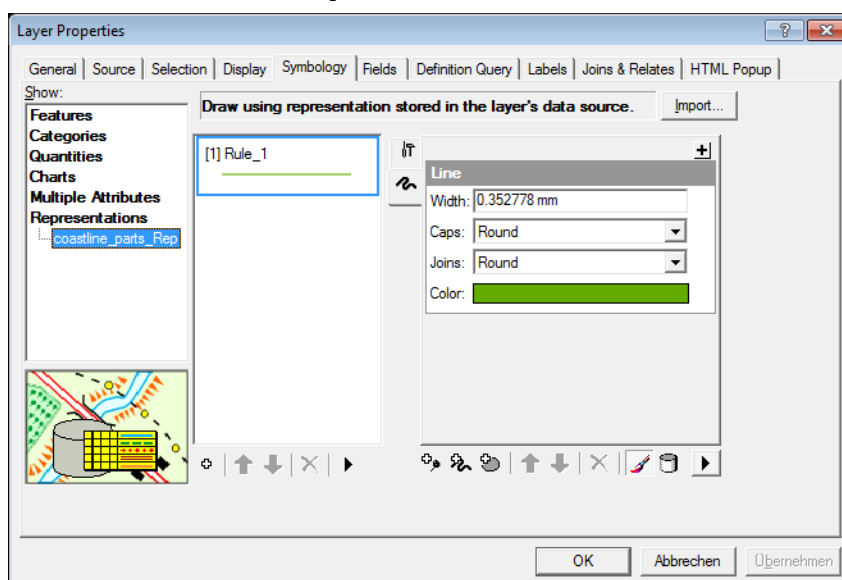 Layer Properties
General Source Selection Display Symbology Fields Definition Query Labels Joins & Relates HTML Popup
Show:
Features
Categories
Quantities
Charts
Multiple Attributes
Representations
coastline_parts_Rep
Draw using representation stored in the layer's data source.
Import...
[1] Rule_1
Line
Width: 0.352778 mm
Caps: Round
Joins: Round
Color:
OK Abbrechen Übernehmen